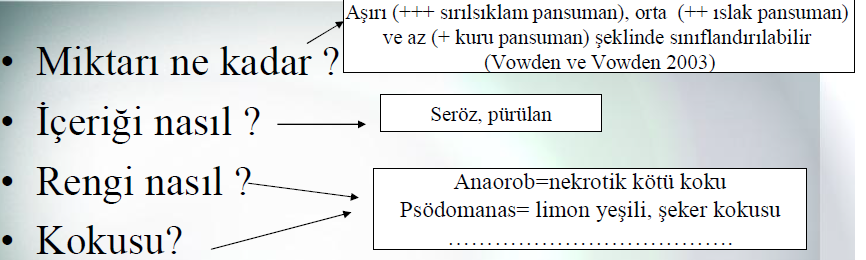 Aşırı (+++ sırılsıklam pansuman), orta (++ ıslak pansuman)
ve az (+ kuru pansuman) şeklinde sınıflandırılabilir
(Vowden ve Vowden 2003)
• Miktarı ne kadar ?
• İçeriği nasıl ?
Seröz, pürülan
• Rengi nasıl ?
Anaorob=nekrotik kötü koku
Psödomanas= limon yeşili, şeker kokusu
……………………………….
• Kokusu?